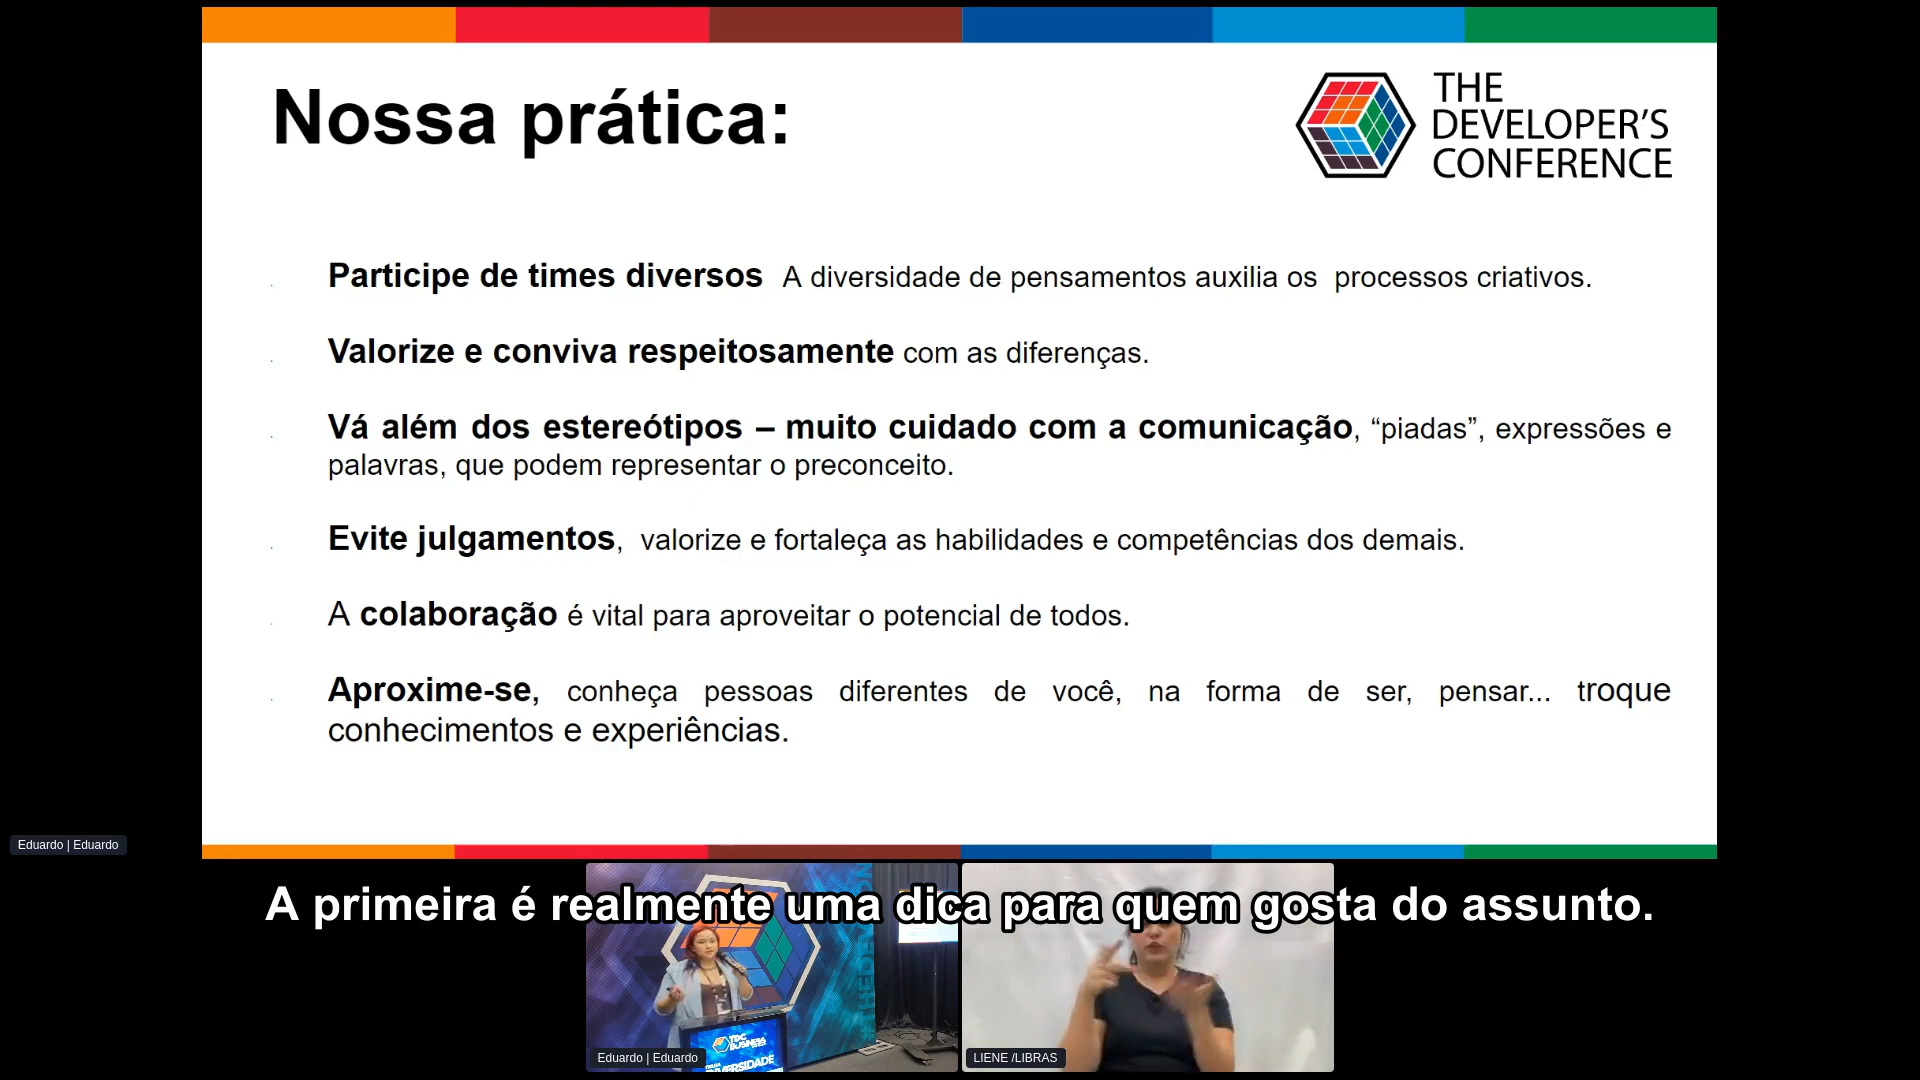 Nossa prática:
THE
DEVELOPER'S
CONFERENCE
Participe de times diversos A diversidade de pensamentos auxilia os processos criativos.
Valorize e conviva respeitosamente com as diferenças.
Vá além dos estereótipos – muito cuidado com a comunicação, “piadas”, expressões e
palavras, que podem representar o preconceito.
Evite julgamentos, valorize e fortaleça as habilidades e competências dos demais.
A colaboração é vital para aproveitar o potencial de todos.
Aproxime-se, conheça pessoas diferentes de você, na forma de ser, pensar... troque
conhecimentos e experiências.
Eduardo | Eduardo
A primeira é realmente uma dica para quem gosta do assunto.
TDC
BUSINESS
Eduardo | Eduardo
LIENE /LIBRAS